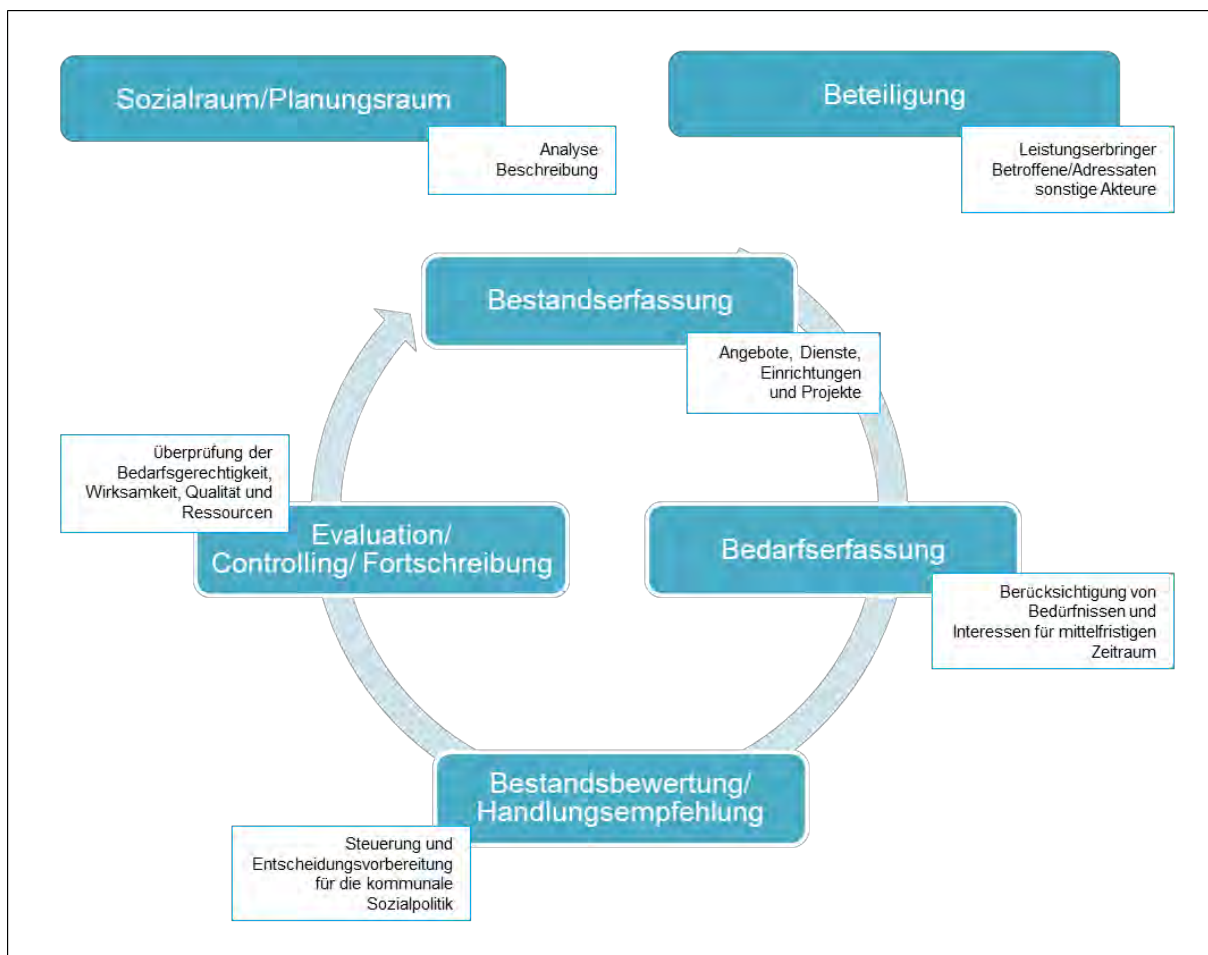 Sozialraum/Planungsraum
Analyse
Beschreibung
Beteiligung
Leistungserbringer
Betroffene/Adressaten
sonstige Akteure
Bestandserfassung
Angebote, Dienste,
Einrichtungen
und Projekte
Bedarfserfassung
Berücksichtigung von
Bedürfnissen und
Interessen für mittelfristigen
Zeitraum
Bestandsbewertung/
Handlungsempfehlung
Steuerung und
Entscheidungsvorbereitung
für die kommunale
Sozialpolitik
Überprüfung der
Bedarfsgerechtigkeit,
Wirksamkeit, Qualität und
Ressourcen
Evaluation/
Controlling/ Fortschreibung